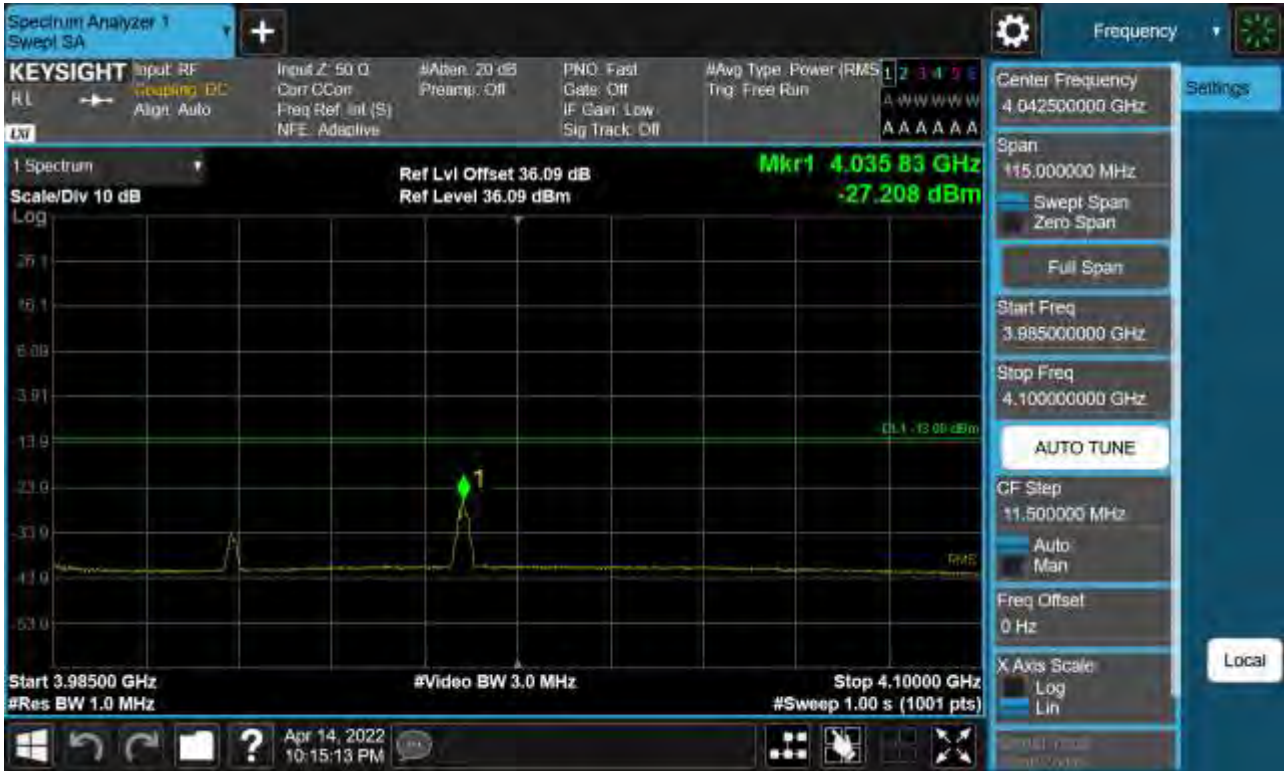 Spectrum Analyzer 1
Swept SA
Frequency
KEYSIGHT
RL
LXI
Input: RF
Coupling: DC
Align: Auto
Input Z: 50 Ω
Corr CCorr
Freq Ref: Int (S)
NFE: Adaptive
#Atten: 20 dB
Preamp: Off
PNO: Fast
Gate: Off
IF Gain: Low
Sig Track: Off
#Avg Type: Power (RMS
Trig: Free Run
1 2 3 4 5 6
A W W W W W
A A A A A A
1 Spectrum
Scale/Div 10 dB
Log
Ref Lvl Offset 36.09 dB
Ref Level 36.09 dBm
Mkr1 4.035 83 GHz
-27.208 dBm
26.1
16.1
6.09
-3.91
-13.9
-23.9
-33.9
-43.9
-53.9
DL1 -13.00 dBm
1
RMS
Start 3.98500 GHz
#Res BW 1.0 MHz
#Video BW 3.0 MHz
Stop 4.10000 GHz
#Sweep 1.00 s (1001 pts)
Center Frequency
4.042500000 GHz
Settings
Span
115.000000 MHz
Swept Span
Zero Span
Full Span
Start Freq
3.985000000 GHz
Stop Freq
4.100000000 GHz
AUTO TUNE
CF Step
11.500000 MHz
Auto
Man
Freq Offset
0 Hz
X Axis Scale
Log
Lin
Local
?
Apr 14, 2022
10:15:13 PM